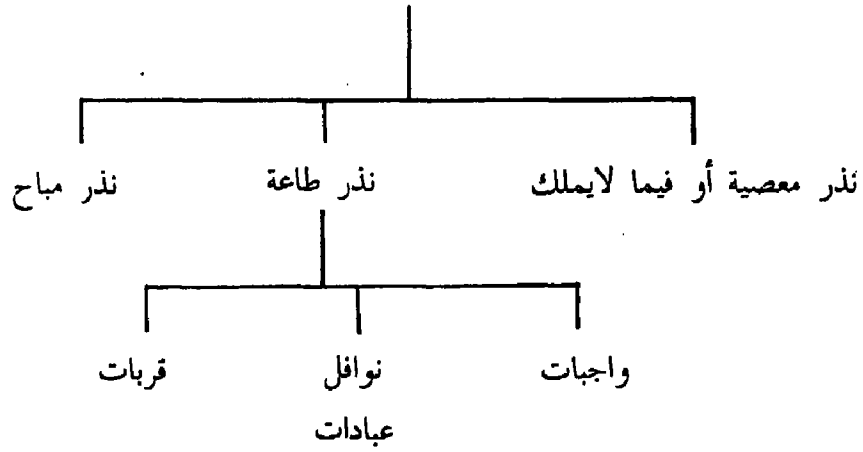 نذر معصية أو فيما لايملك
نذر طاعة
نذر مباح
واجبات
نوافل
عبادات
قربات